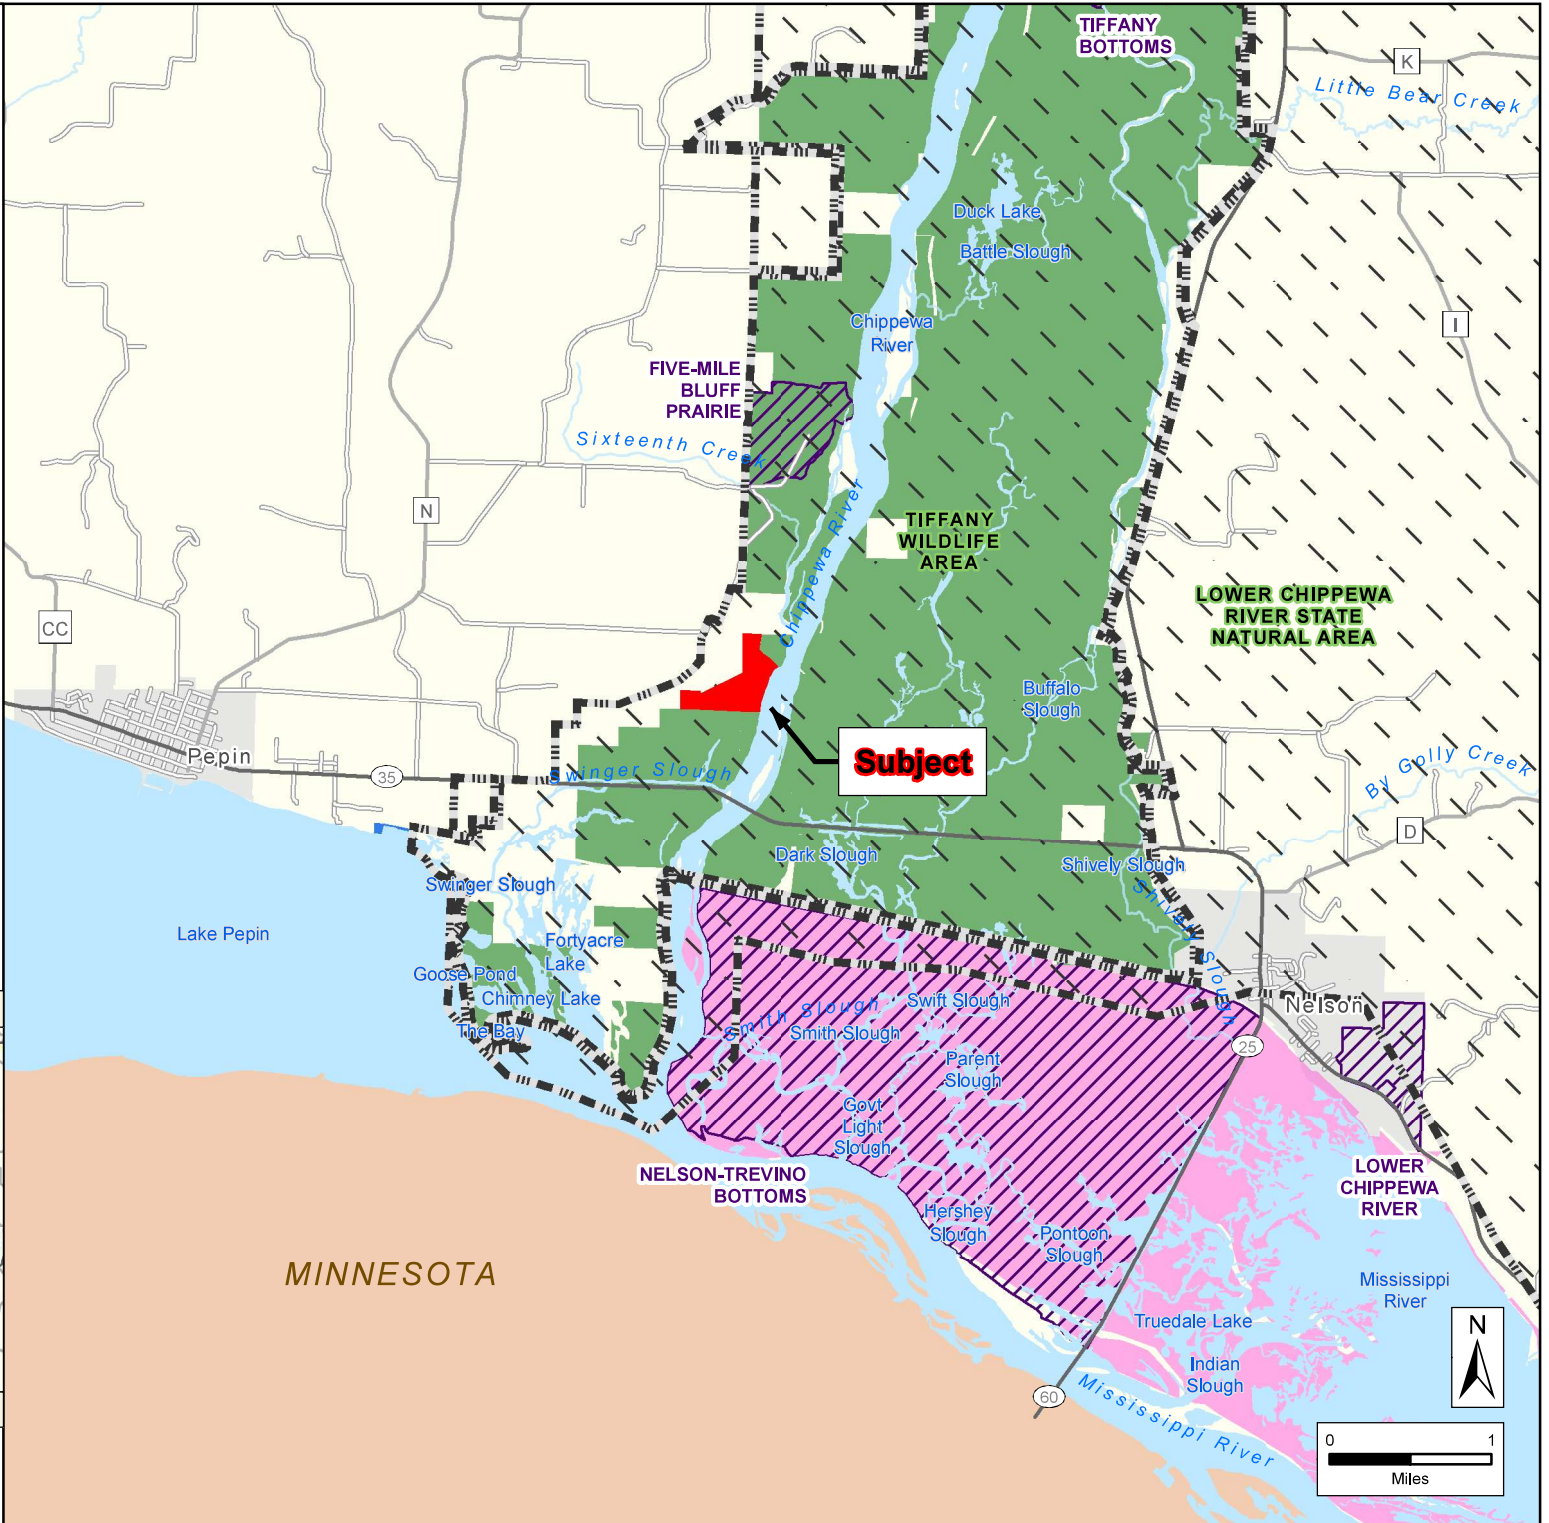 TIFFANY
BOTTOMS
K
Little Bear Creek
Duck Lake
Battle Slough
Chippewa
River
I
FIVE-MILE
BLUFF
PRAIRIE
Sixteenth Creek
N
Chippewa River
TIFFANY
WILDLIFE
AREA
LOWER CHIPPEWA
RIVER STATE
NATURAL AREA
CC
Buffalo
Slough
Pepin
35
Swinger Slough
Subject
By Golly Creek
D
Dark Slough
Shively Slough
Shively Slough
Swinger Slough
Lake Pepin
Fortyacre
Lake
Goose Pond
Chimney Lake
The Bay
Smith Slough
Swift Slough
Smith Slough
Nelson
25
Parent
Slough
Govt
Light
Slough
NELSON-TREVINO
BOTTOMS
LOWER
CHIPPEWA
RIVER
Hershey
Slough
Pontoon
Slough
MINNESOTA
Mississippi
River
Truedale Lake
Indian
Slough
N
60
Mississippi River
0 1
Miles